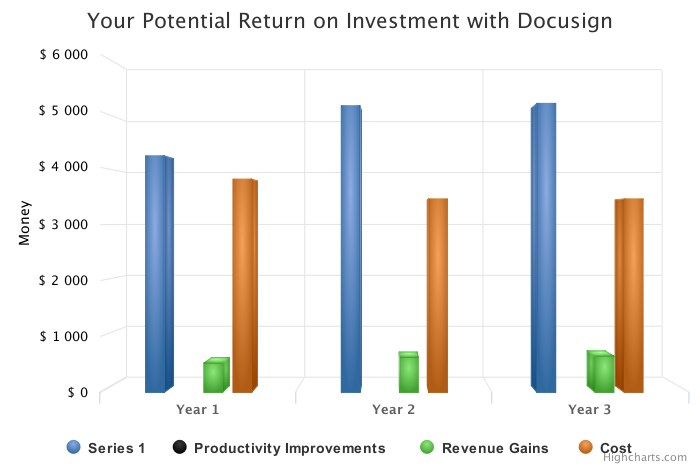 Your Potential Return on Investment with Docusign
$ 6 000
$ 5 000
$ 4 000
$ 3 000
$ 2 000
$ 1 000
$ 0
Money
Year 1 Year 2 Year 3
Series 1 Productivity Improvements Revenue Gains Cost
Highcharts.com